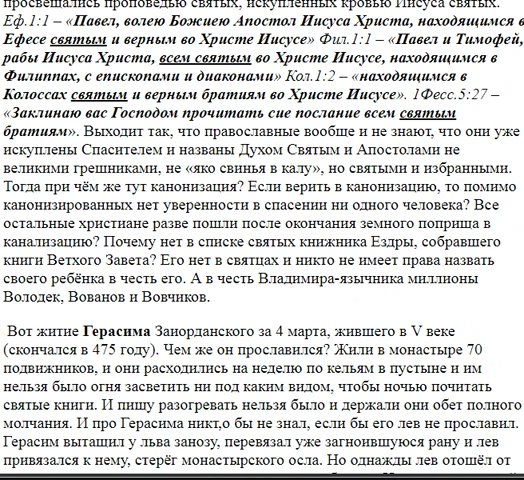 просвещались проповедью святых, искупленных кровью Иисуса святых.
Еф.1:1 – «Павел, волею Божиею Апостол Иисуса Христа, находящимся в
Ефесе святым и верным во Христе Иисусе» Фил.1:1 – «Павел и Тимофей,
рабы Иисуса Христа, всем святым во Христе Иисусе, находящимся в
Филиппах, с епископами и диаконами» Кол.1:2 – «находящимся в
Колоссах святым и верным братиям во Христе Иисусе». 1Фесс.5:27 –
«Заклинаю вас Господом прочитать сие послание всем святым
братиям». Выходит так, что православные вообще и не знают, что они уже
искуплены Спасителем и названы Духом Святым и Апостолами не
великими грешниками, не «яко свинья в калу», но святыми и избранными.
Тогда при чём же тут канонизация? Если верить в канонизацию, то помимо
канонизированных нет уверенности в спасении ни одного человека? Все
остальные христиане разве пошли после окончания земного поприща в
канализацию? Почему нет в списке святых книжника Ездры, собравшего
книги Ветхого Завета? Его нет в святцах и никто не имеет права назвать
своего ребёнка в честь его. А в честь Владимира-язычника миллионы
Володек, Вованов и Вовчиков.
Вот житие Герасима Заиорданского за 4 марта, жившего в V веке
(скончался в 475 году). Чем же он прославился? Жили в монастыре 70
подвижников, и они расходились на неделю по кельям в пустыне и им
нельзя было огня засветить ни под каким видом, чтобы ночью почитать
святые книги. И пищу разогревать нельзя было и держали они обет полного
молчания. И про Герасима никт,о бы не знал, если бы его лев не прославил.
Герасим вытащил у льва занозу, перевязал уже загноившуюся рану и лев
привязался к нему, стерёг монастырского осла. Но однажды лев отошёл от